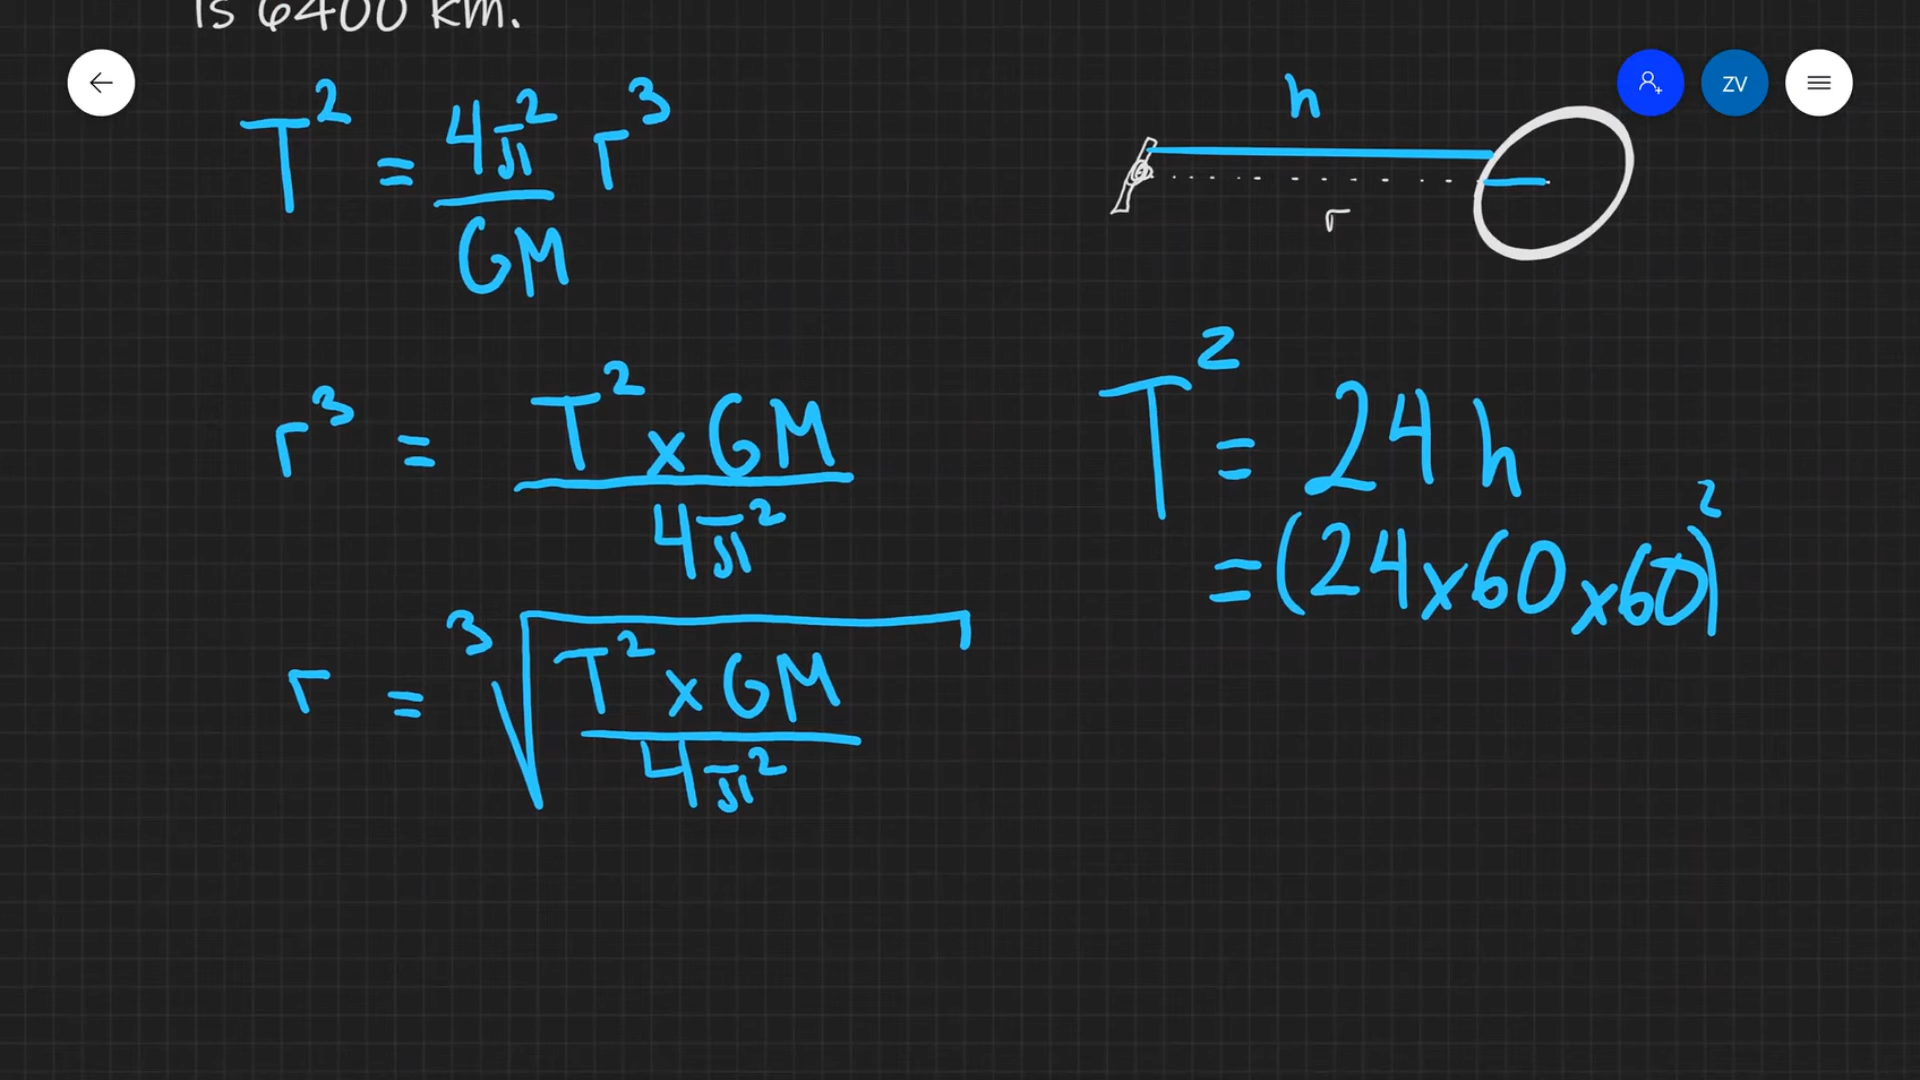 is 6400 km.
T² = 4π²/GM r³
h
ZV
r
r³ = T² x GM / 4π²
T² = 24 h
= (24x60x60)²
r = ³√(T² x GM / 4π²)